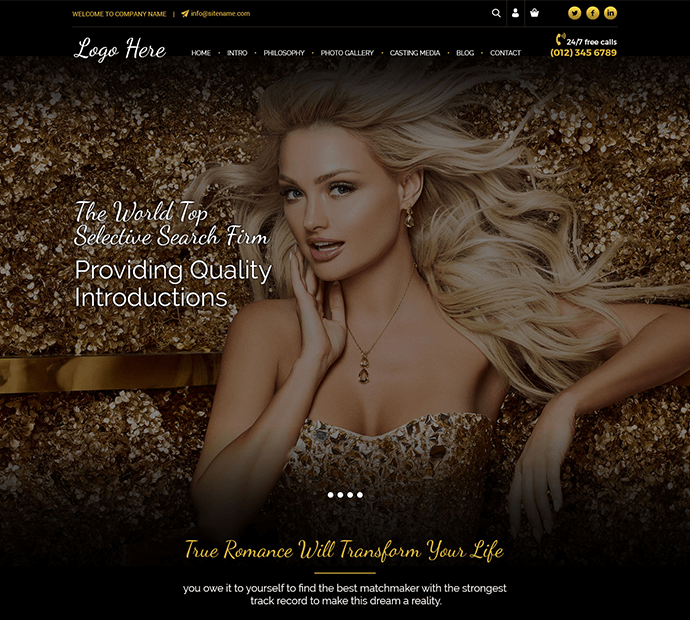 WELCOME TO COMPANY NAME | info@sitename.com
Logo Here
HOME • INTRO • PHILOSOPHY • PHOTO GALLERY • CASTING MEDIA • BLOG • CONTACT
24/7 free calls
(012) 345 6789
The World Top
Selective Search Firm
Providing Quality
Introductions
True Romance Will Transform Your Life
you owe it to yourself to find the best matchmaker with the strongest
track record to make this dream a reality.